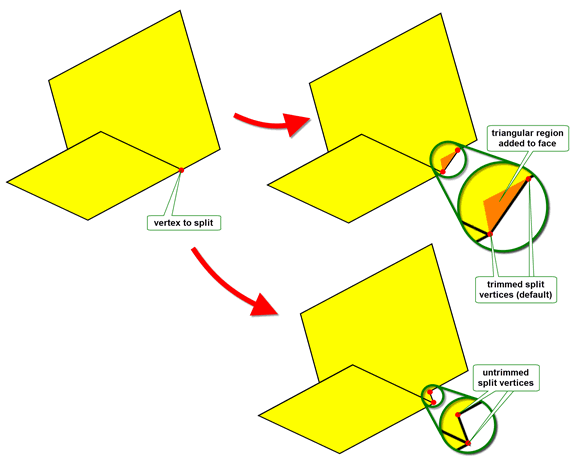 vertex to split
triangular region
added to face
trimmed split
vertices (default)
untrimmed
split vertices